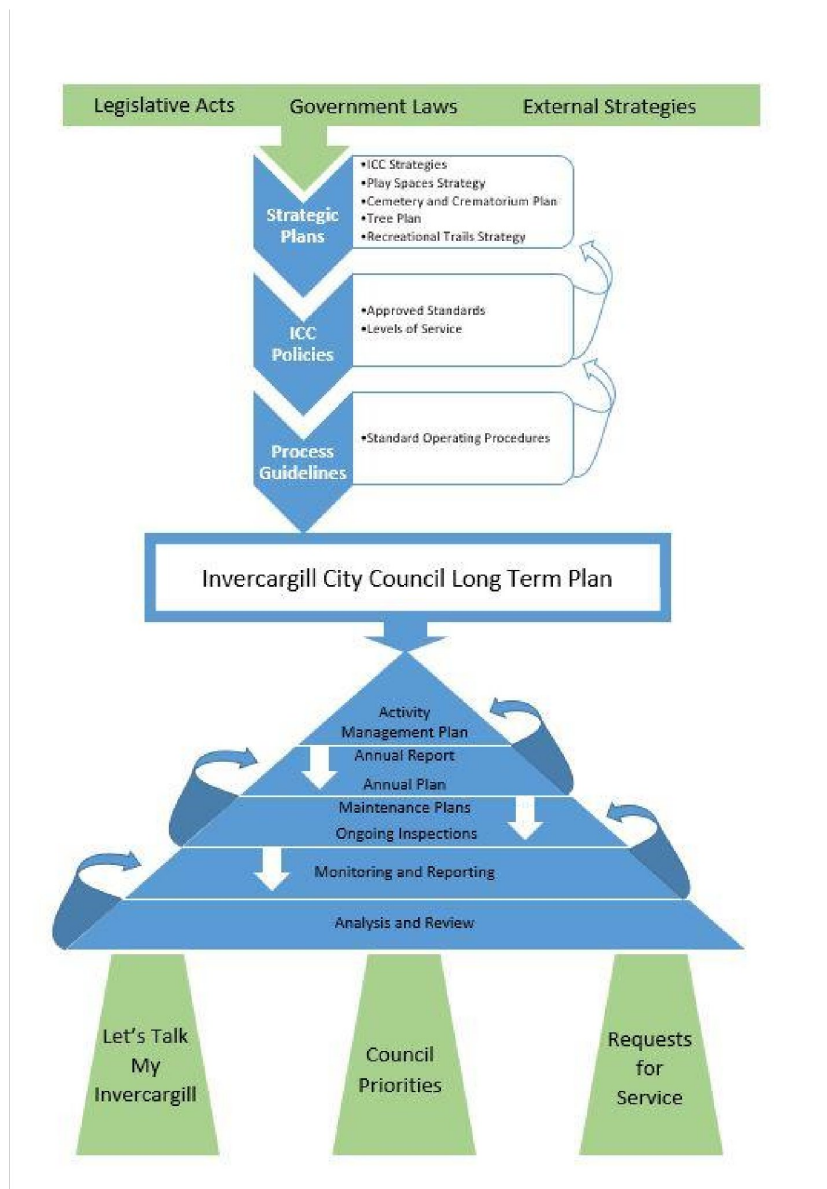 Legislative Acts Government Laws External Strategies
Strategic
Plans
•ICC Strategies
•Play Spaces Strategy
•Cemetery and Crematorium Plan
•Tree Plan
•Recreational Trails Strategy
ICC
Policies
•Approved Standards
•Levels of Service
Process
Guidelines
•Standard Operating Procedures
Invercargill City Council Long Term Plan
Activity
Management Plan
Annual Report
Annual Plan
Maintenance Plans
Ongoing Inspections
Monitoring and Reporting
Analysis and Review
Let's Talk
My
Invercargill
Council
Priorities
Requests
for
Service